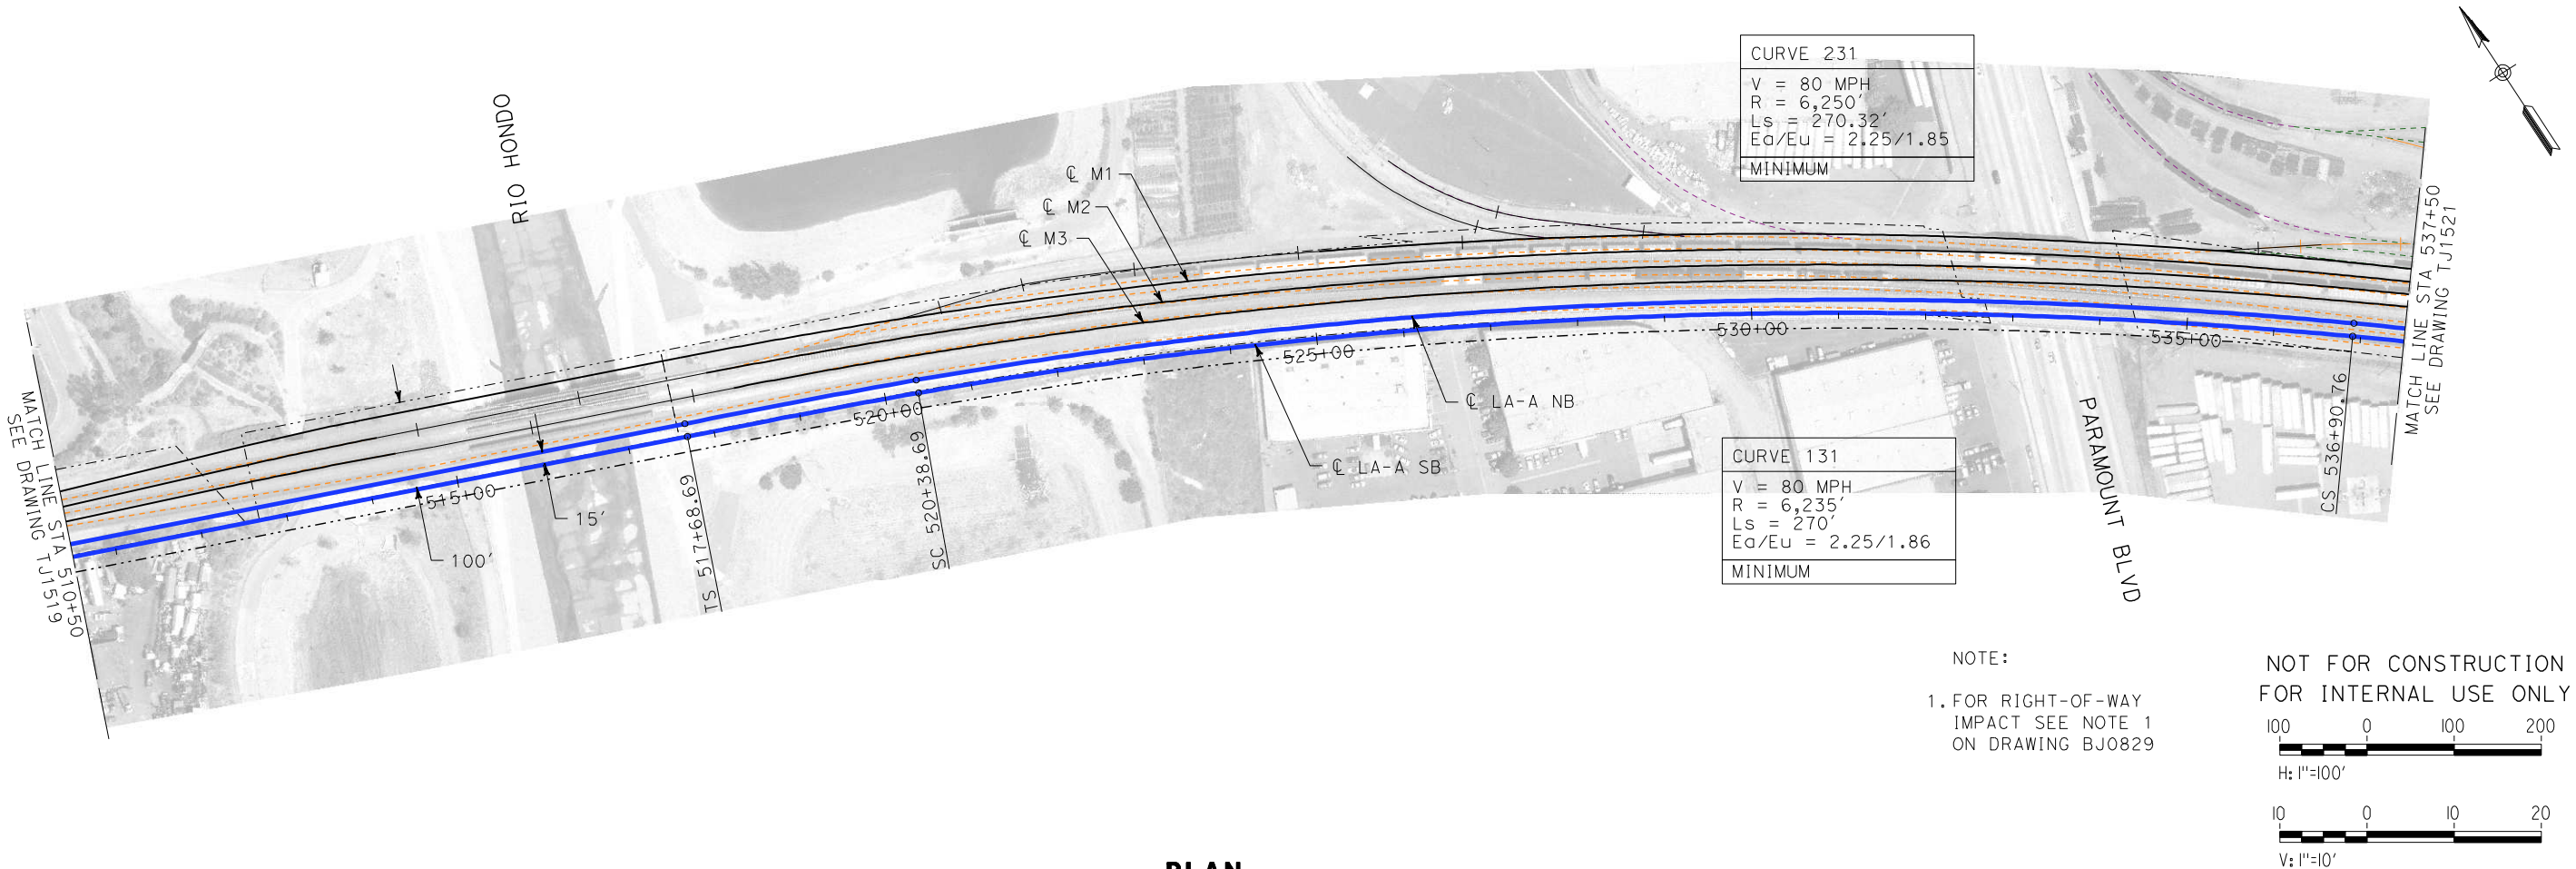 RIO HONDO
CURVE 231
V = 80 MPH
R = 6,250'
Ls = 270.32'
Ea/Eu = 2.25/1.85
MINIMUM
℄ M1
℄ M2
℄ M3
MATCH LINE STA 510+50
SEE DRAWING TJ1519
515+00
520+00
525+00
530+00
535+00
15'
100'
TS 517+68.69
SC 520+38.69
℄ LA-A NB
℄ LA-A SB
CURVE 131
V = 80 MPH
R = 6,235'
Ls = 270'
Ea/Eu = 2.25/1.86
MINIMUM
PARAMOUNT BLVD
CS 536+90.76
MATCH LINE STA 537+50
SEE DRAWING TJ1521
NOTE:
1. FOR RIGHT-OF-WAY
IMPACT SEE NOTE 1
ON DRAWING BJ0829
NOT FOR CONSTRUCTION
FOR INTERNAL USE ONLY
100 0 100 200
H: 1"=100'
10 0 10 20
V: 1"=10'
PLAN